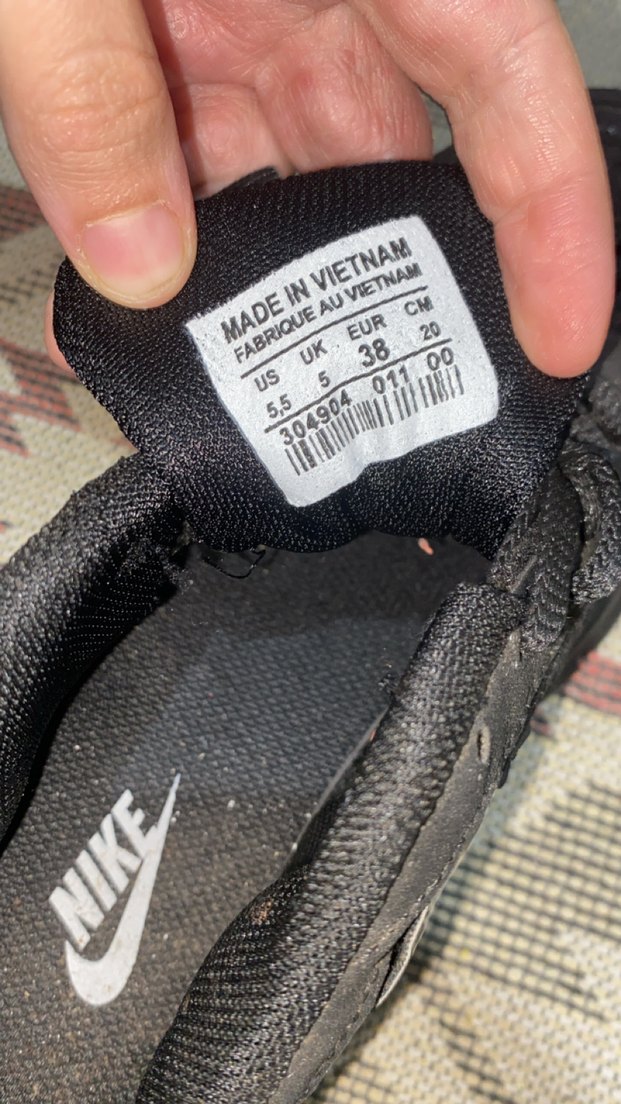 MADE IN VIETNAM
FABRIQUE AU VIETNAM
US UK EUR CM
5,5 5 38 20
304904 011 00
NIKE